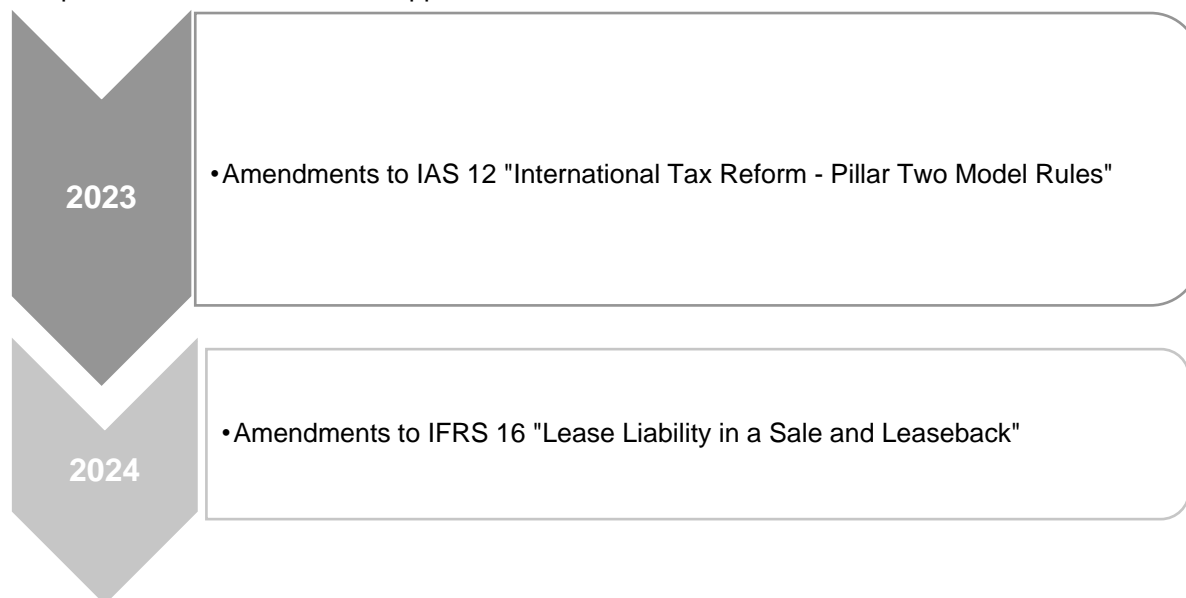 2023
•Amendments to IAS 12 "International Tax Reform - Pillar Two Model Rules"
2024
•Amendments to IFRS 16 "Lease Liability in a Sale and Leaseback"